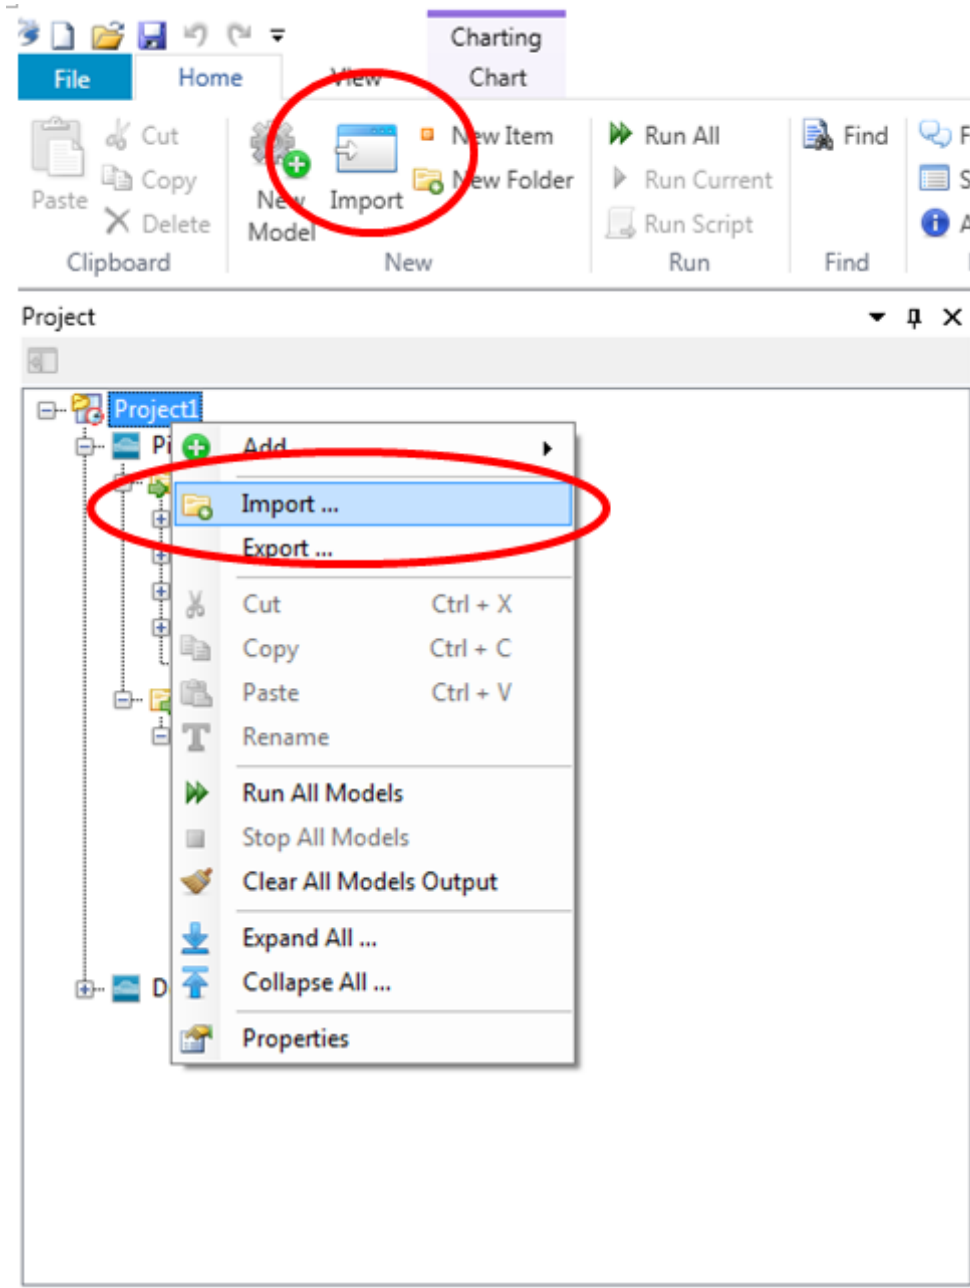 Charting
File Home View Chart
Paste
Cut
Copy
Delete
Clipboard
New
Model
Import
New Item
New Folder
New
Run All
Run Current
Run Script
Run
Find
Find
Project
Project1
Add
Import ...
Export ...
Cut Ctrl + X
Copy Ctrl + C
Paste Ctrl + V
Rename
Run All Models
Stop All Models
Clear All Models Output
Expand All ...
Collapse All ...
Properties